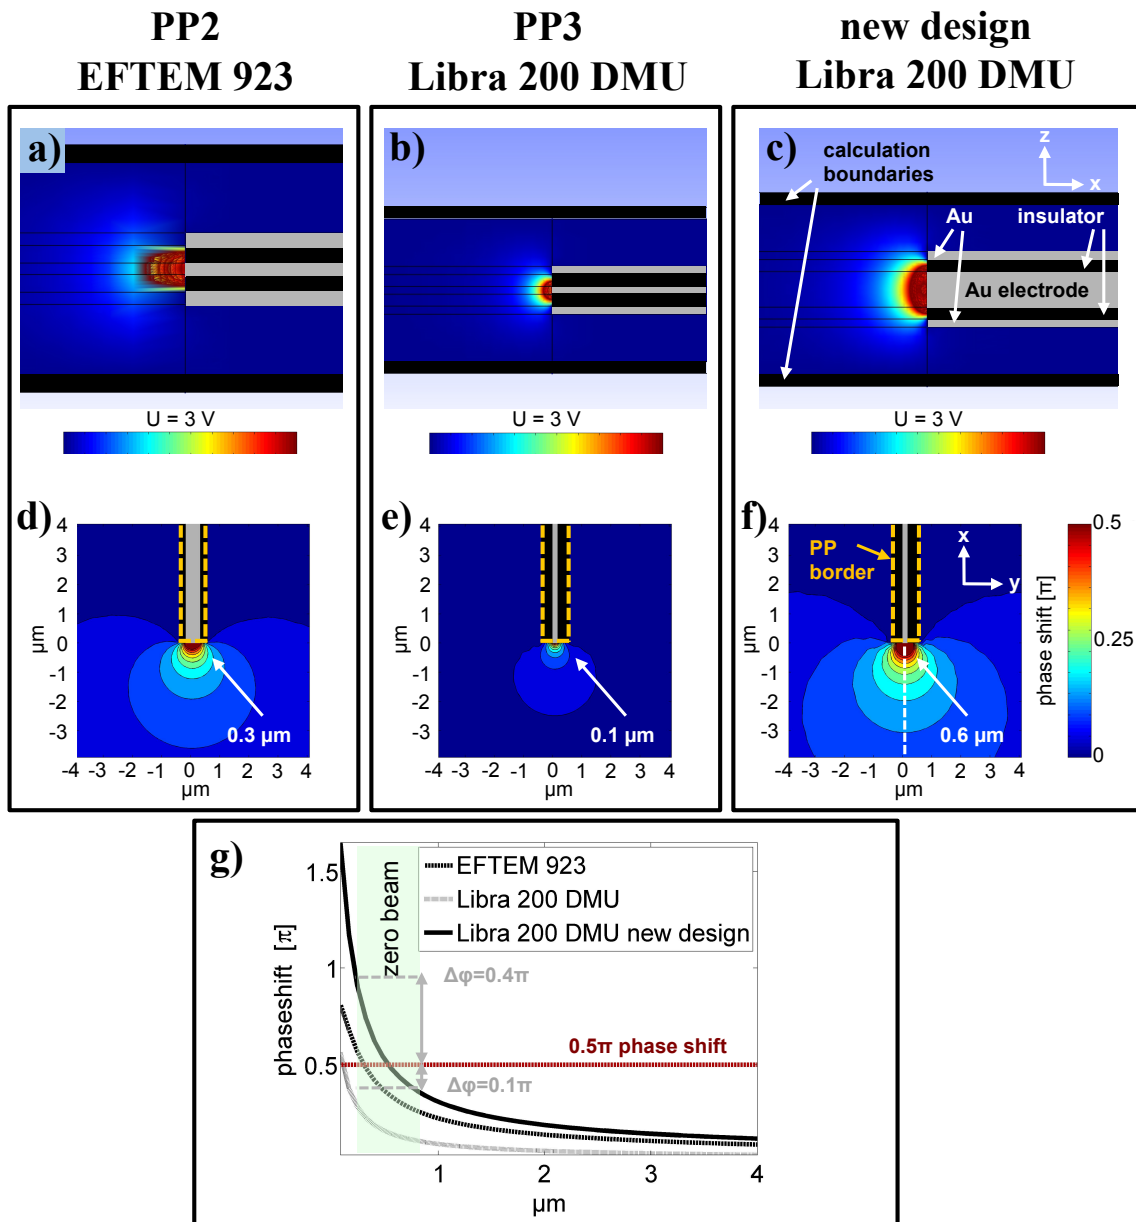 PP2
EFTEM 923
PP3
Libra 200 DMU
new design
Libra 200 DMU
a)
b)
c)
calculation
boundaries
z
x
Au
insulator
Au electrode
U = 3 V
U = 3 V
U = 3 V
d)
4
3
2
1
0
-1
-2
-3
µm
0.3 µm
-4 -3 -2 -1 0 1 2 3 4
µm
e)
4
3
2
1
0
-1
-2
-3
µm
0.1 µm
-4 -3 -2 -1 0 1 2 3 4
µm
f)
4
3
2
1
0
-1
-2
-3
µm
PP
border
x
y
0.6 µm
-4 -3 -2 -1 0 1 2 3 4
µm
0.5
0.25
0
phase shift [π]
g)
1.5
1
0.5
phaseshift [π]
zero beam
EFTEM 923
Libra 200 DMU
Libra 200 DMU new design
Δφ=0.4π
0.5π phase shift
Δφ=0.1π
1 2 3 4
µm